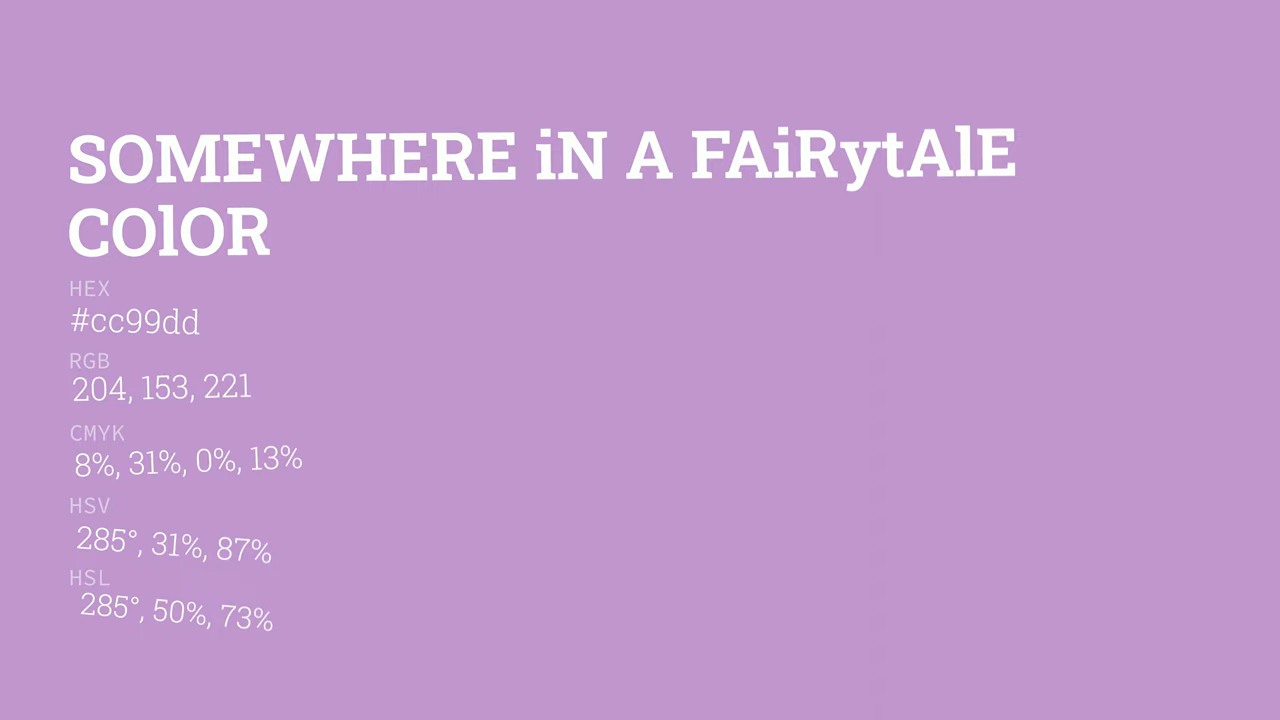 SOMEWHERE iN A FAiRytAlE
COlOR
HEX
#cc99dd
RGB
204, 153, 221
CMYK
8%, 31%, 0%, 13%
HSV
285°, 31%, 87%
HSL
285°, 50%, 73%